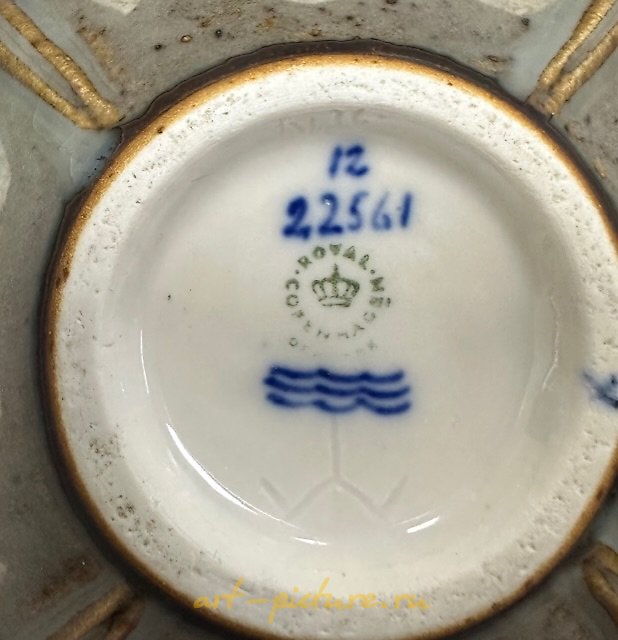 12
22561
ROYAL
COPENHAGEN
art-picture.ru